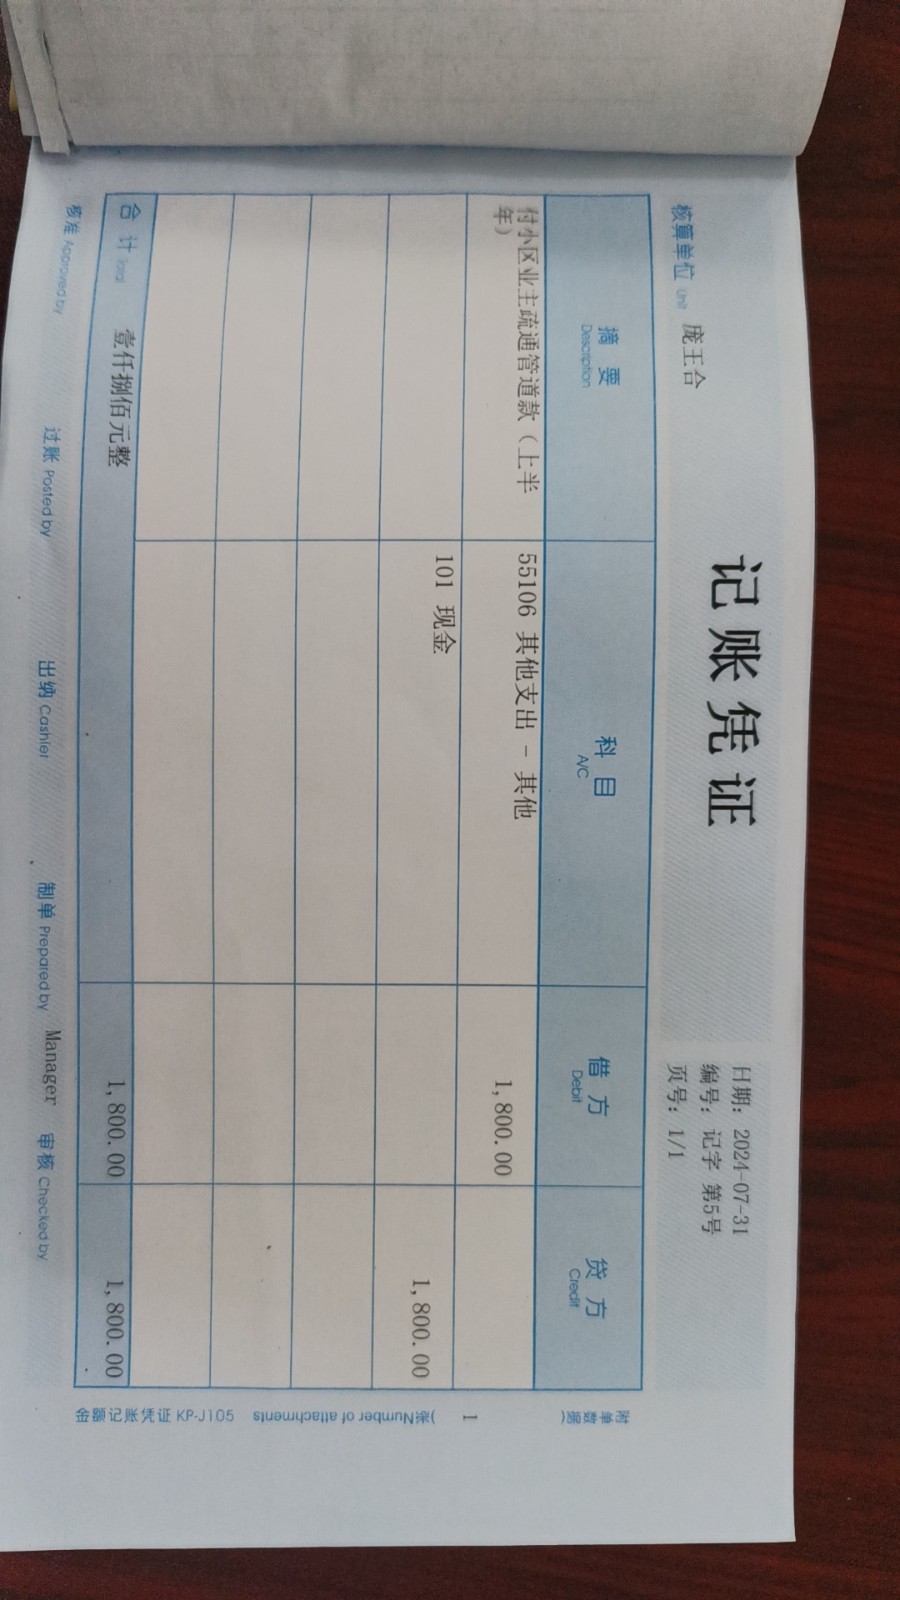 记账凭证
日期：2024-07-31
编号：记字 第5号
核算单位 Unit 庞王合
页号：1/1
摘要 科目 借方 贷方
Description A/C Debit Credit
付小区业主疏通管道款（上半 55106 其他支出 - 其他 1,800.00
年）
101 现金 1,800.00
合计 Total 壹仟捌佰元整 1,800.00 1,800.00
核准 Approved by 过账 Posted by 出纳 Cashier 制单 Prepared by Manager 审核 Checked by
附单数据(
1
张)Number of attachments
金额记账凭证 KP-J105